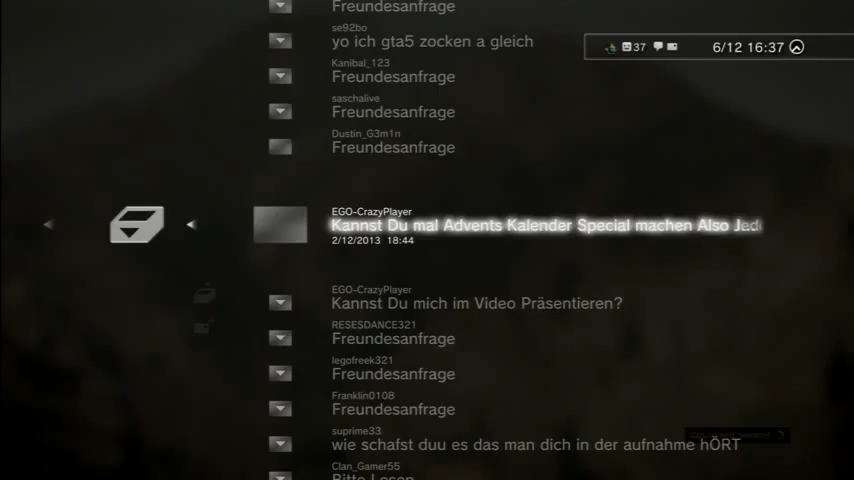 Freundesanfrage
se92bo
yo ich gta5 zocken a gleich
37 6/12 16:37
Kanibal_123
Freundesanfrage
saschalive
Freundesanfrage
Dustin_G3m1n
Freundesanfrage
EGO-CrazyPlayer
Kannst Du mal Advents Kalender Special machen Also Jed
2/12/2013 18:44
EGO-CrazyPlayer
Kannst Du mich im Video Präsentieren?
RESESDANCE321
Freundesanfrage
legofreek321
Freundesanfrage
Franklin0108
Freundesanfrage
suprime33
wie schafst duu es das man dich in der aufnahme hÖRT
Clan_Gamer55
Bitte Lesen